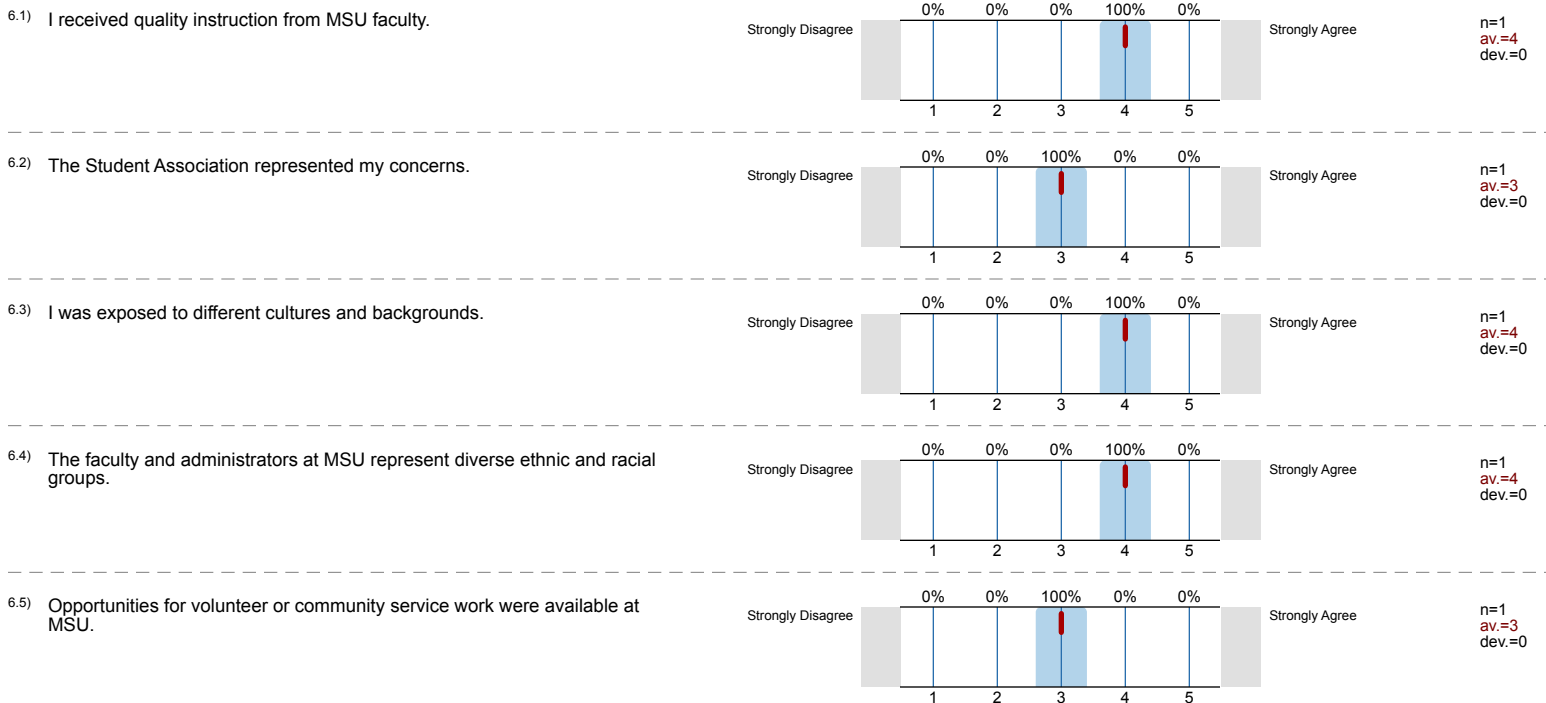 6.1) I received quality instruction from MSU faculty.
0% 0% 0% 100% 0%
Strongly Disagree Strongly Agree
n=1
av.=4
dev.=0
1 2 3 4 5
6.2) The Student Association represented my concerns.
0% 0% 100% 0% 0%
Strongly Disagree Strongly Agree
n=1
av.=3
dev.=0
1 2 3 4 5
6.3) I was exposed to different cultures and backgrounds.
0% 0% 0% 100% 0%
Strongly Disagree Strongly Agree
n=1
av.=4
dev.=0
1 2 3 4 5
6.4) The faculty and administrators at MSU represent diverse ethnic and racial
groups.
0% 0% 0% 100% 0%
Strongly Disagree Strongly Agree
n=1
av.=4
dev.=0
1 2 3 4 5
6.5) Opportunities for volunteer or community service work were available at
MSU.
0% 0% 100% 0% 0%
Strongly Disagree Strongly Agree
n=1
av.=3
dev.=0
1 2 3 4 5